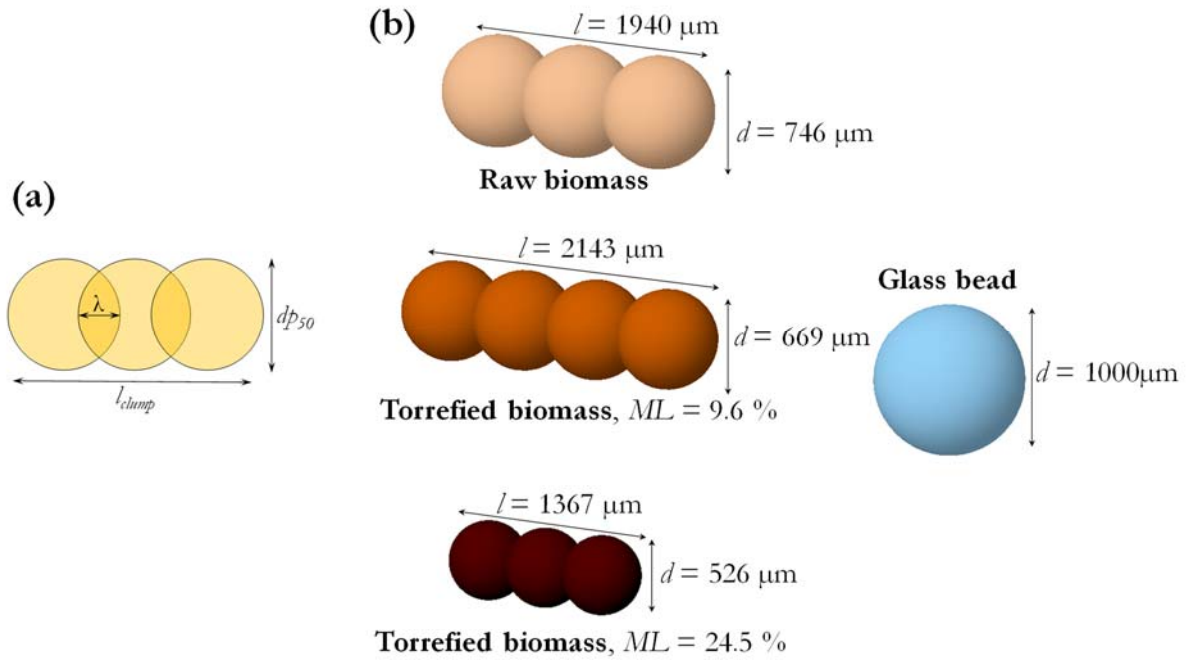 (a)
λ
dp50
lclump
(b)
l = 1940 µm
d = 746 µm
Raw biomass
l = 2143 µm
d = 669 µm
Torrefied biomass, ML = 9.6 %
Glass bead
d = 1000µm
l = 1367 µm
d = 526 µm
Torrefied biomass, ML = 24.5 %